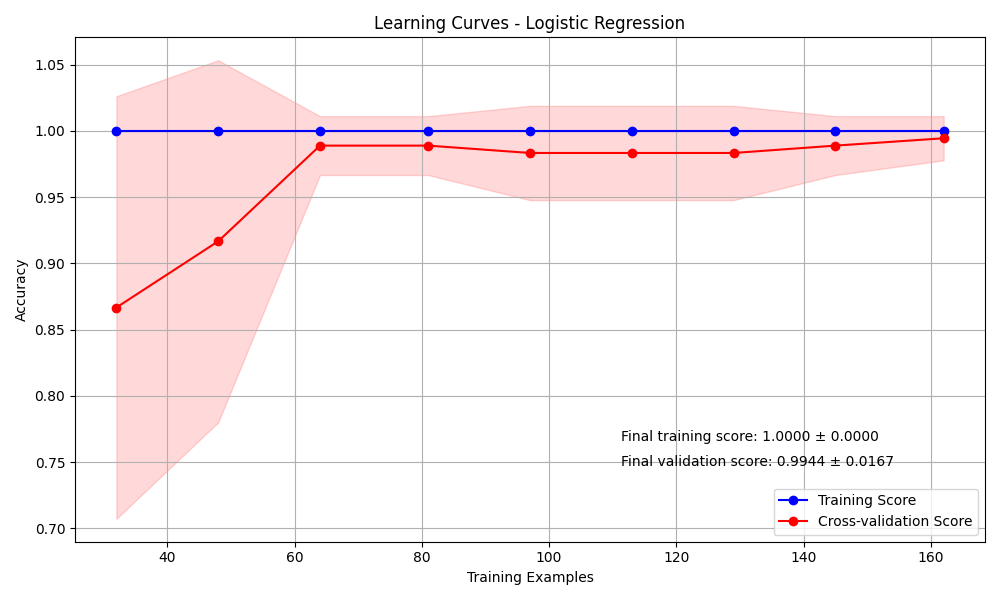 Learning Curves - Logistic Regression
Accuracy
1.05
1.00
0.95
0.90
0.85
0.80
0.75
0.70
Final training score: 1.0000 ± 0.0000
Final validation score: 0.9944 ± 0.0167
Training Score
Cross-validation Score
40 60 80 100 120 140 160
Training Examples